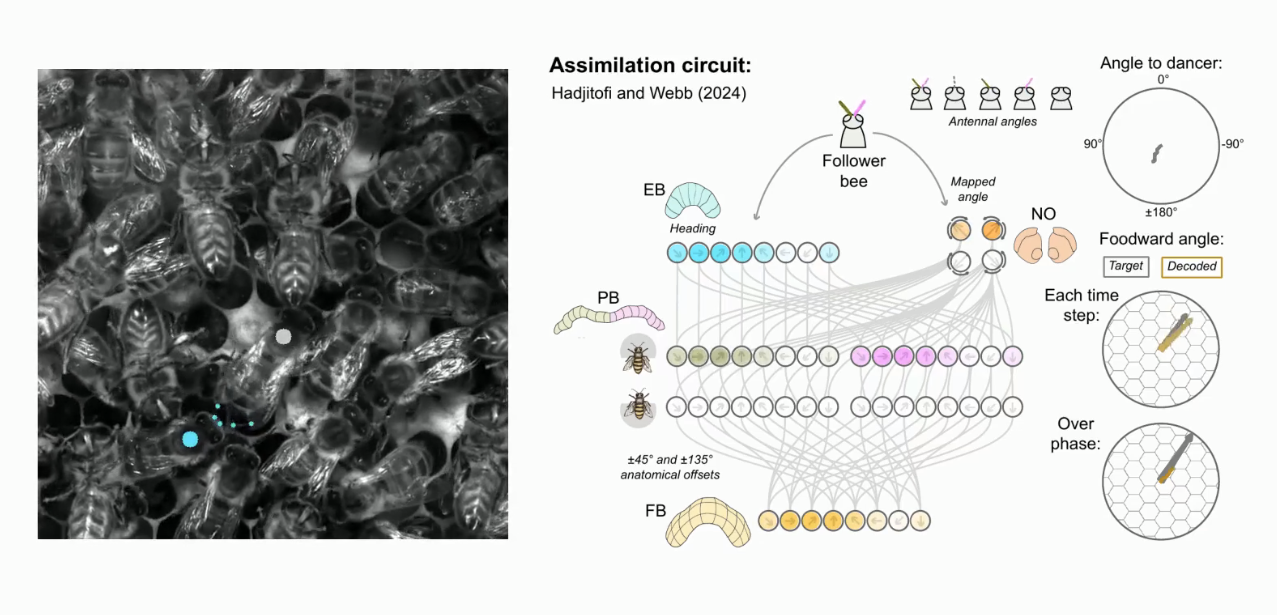 Assimilation circuit:
Hadjitofi and Webb (2024)
Antennal angles
Follower
bee
Angle to dancer:
0°
90°
-90°
±180°
EB
Heading
Mapped
angle
NO
Foodward angle:
Target
Decoded
PB
Each time
step:
Over
phase:
±45° and ±135°
anatomical offsets
FB